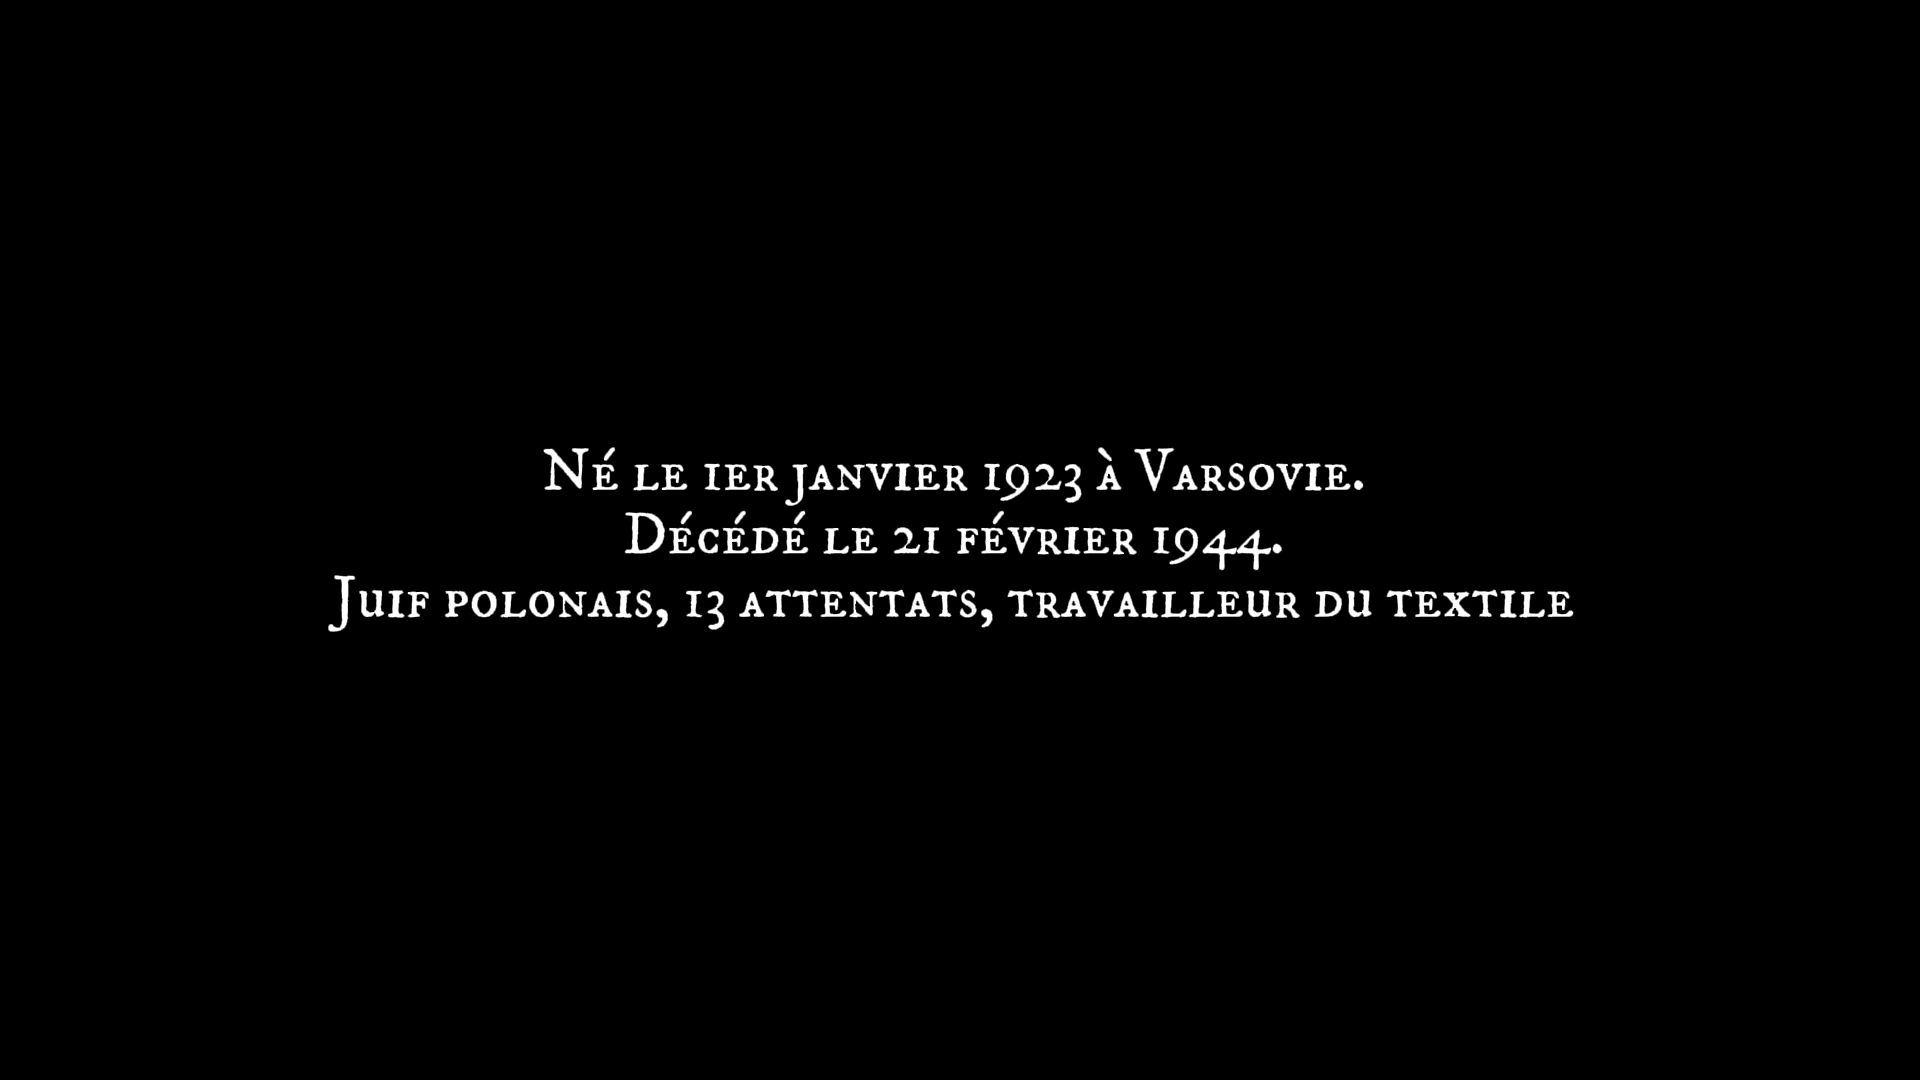 Né le 1er janvier 1923 à Varsovie.
Décédé le 21 février 1944.
Juif polonais, 13 attentats, travailleur du textile